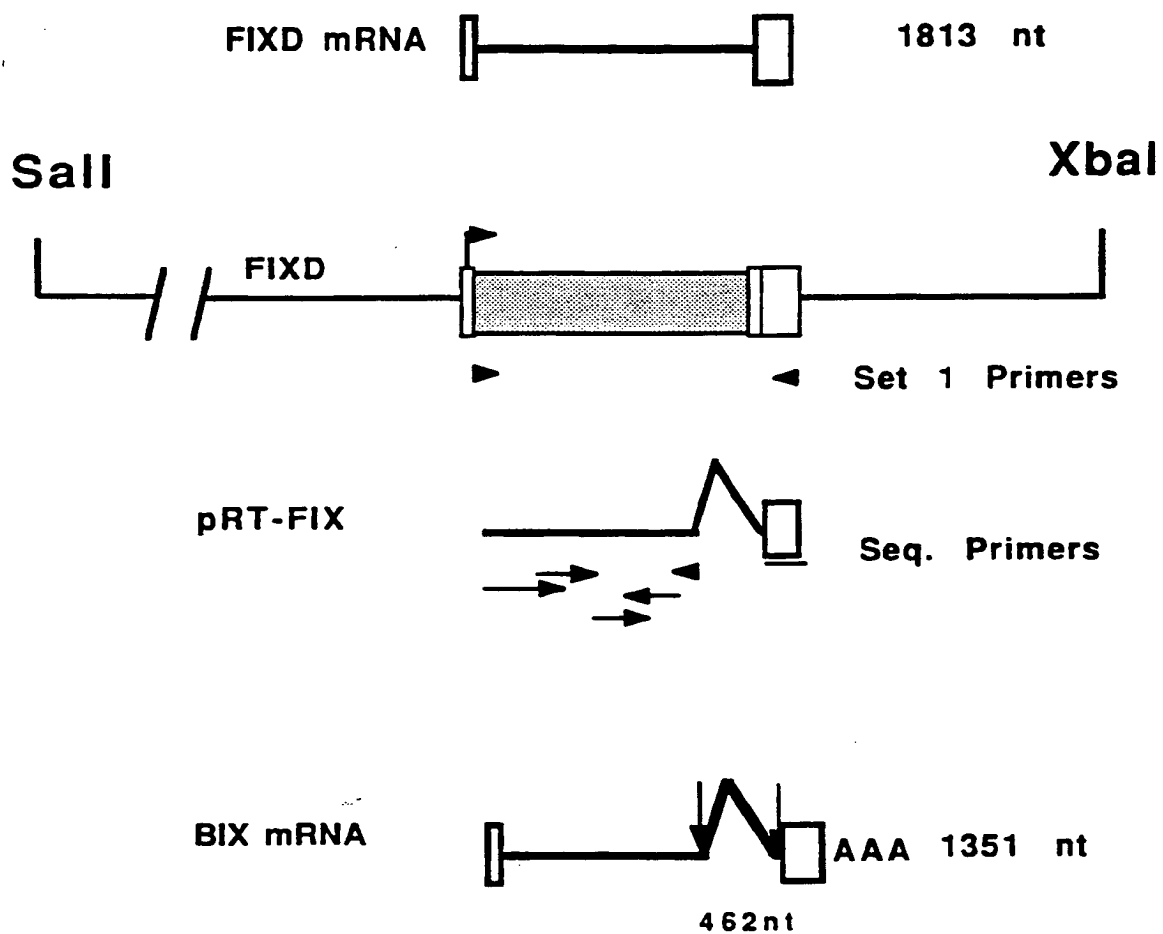 FIXD mRNA 1813 nt
SalI XbaI
FIXD
Set 1 Primers
pRT-FIX
Seq. Primers
BIX mRNA AAA 1351 nt
462nt